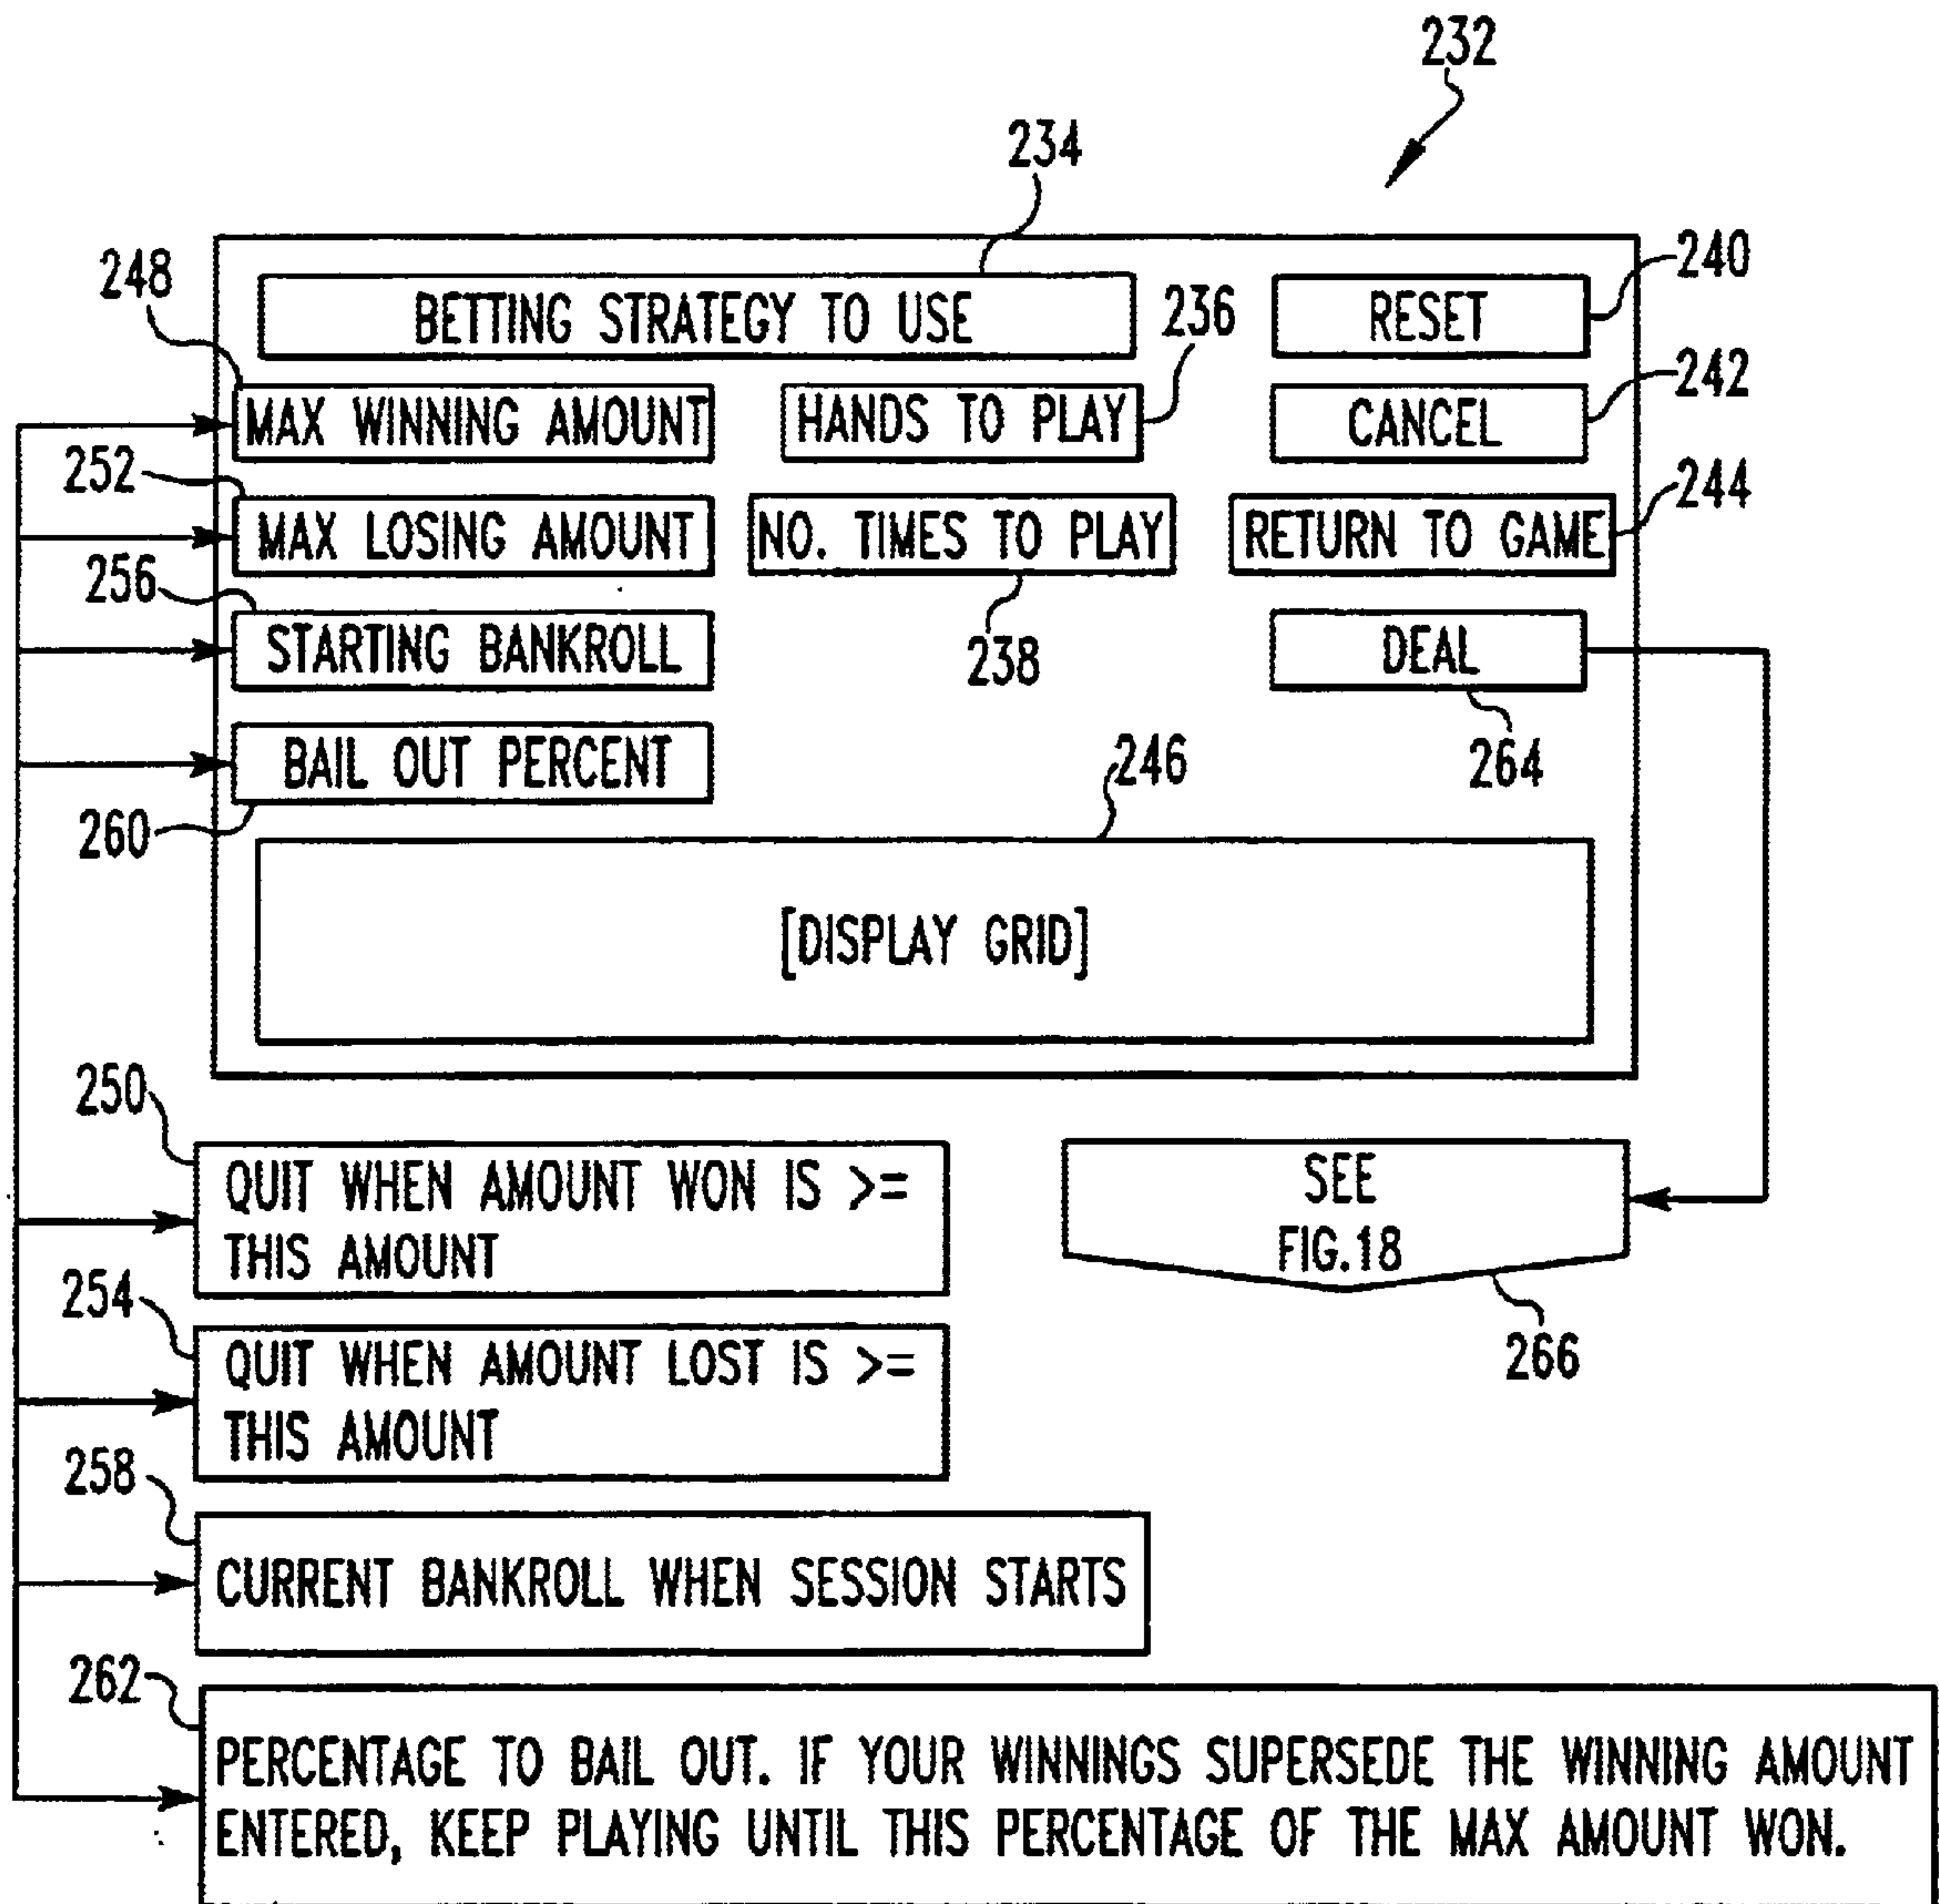 232
234
248
BETTING STRATEGY TO USE
236
RESET
240
MAX WINNING AMOUNT
HANDS TO PLAY
CANCEL
242
252
MAX LOSING AMOUNT
NO. TIMES TO PLAY
RETURN TO GAME
244
256
STARTING BANKROLL
238
DEAL
BAIL OUT PERCENT
246
264
260
[DISPLAY GRID]
250
QUIT WHEN AMOUNT WON IS >=
THIS AMOUNT
SEE
FIG.18
266
254
QUIT WHEN AMOUNT LOST IS >=
THIS AMOUNT
258
CURRENT BANKROLL WHEN SESSION STARTS
262
PERCENTAGE TO BAIL OUT. IF YOUR WINNINGS SUPERSEDE THE WINNING AMOUNT
ENTERED, KEEP PLAYING UNTIL THIS PERCENTAGE OF THE MAX AMOUNT WON.